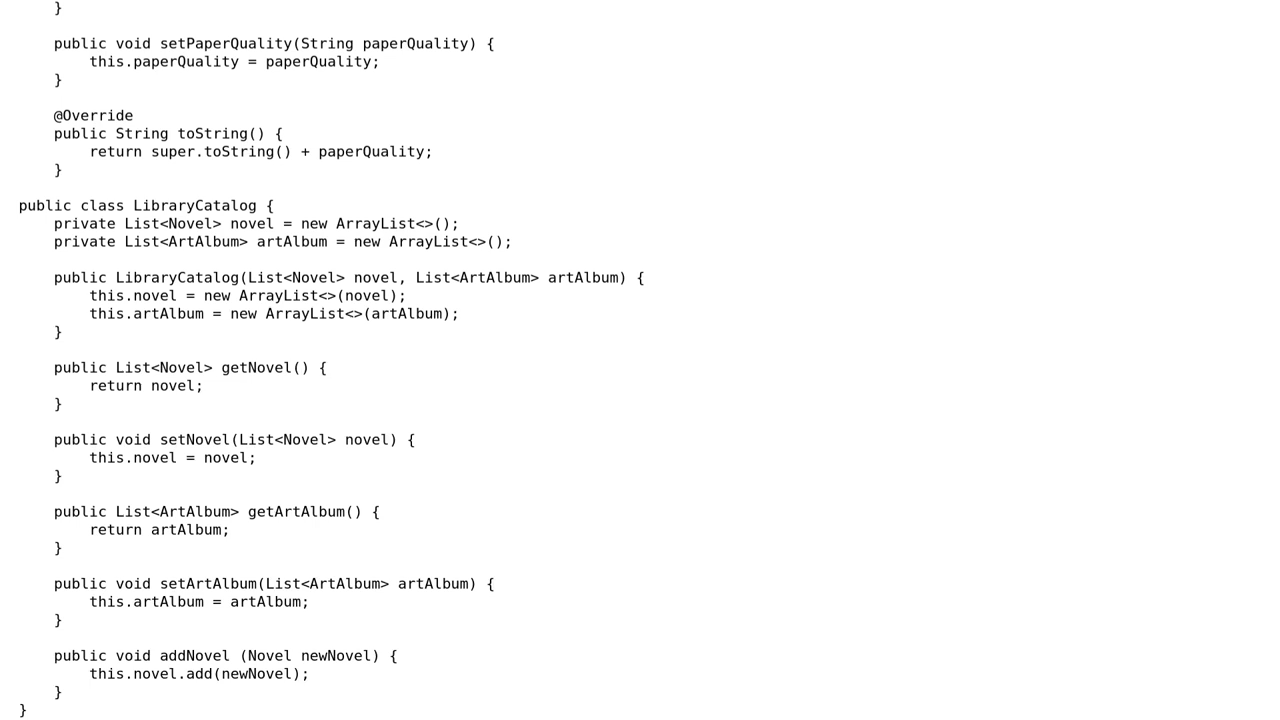 }

    public void setPaperQuality(String paperQuality) {
        this.paperQuality = paperQuality;
    }

    @Override
    public String toString() {
        return super.toString() + paperQuality;
    }

public class LibraryCatalog {
    private List<Novel> novel = new ArrayList<>();
    private List<ArtAlbum> artAlbum = new ArrayList<>();

    public LibraryCatalog(List<Novel> novel, List<ArtAlbum> artAlbum) {
        this.novel = new ArrayList<>(novel);
        this.artAlbum = new ArrayList<>(artAlbum);
    }

    public List<Novel> getNovel() {
        return novel;
    }

    public void setNovel(List<Novel> novel) {
        this.novel = novel;
    }

    public List<ArtAlbum> getArtAlbum() {
        return artAlbum;
    }

    public void setArtAlbum(List<ArtAlbum> artAlbum) {
        this.artAlbum = artAlbum;
    }

    public void addNovel (Novel newNovel) {
        this.novel.add(newNovel);
    }
}